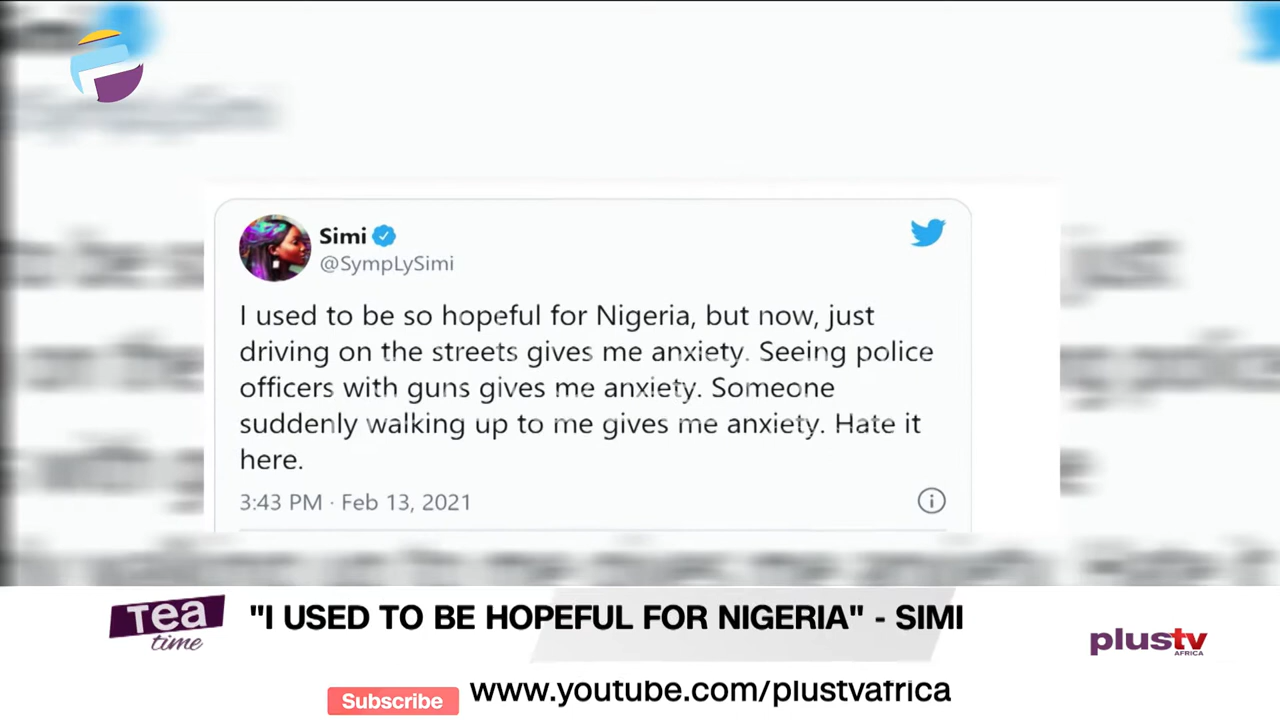 Simi
@SympLySimi
I used to be so hopeful for Nigeria, but now, just
driving on the streets gives me anxiety. Seeing police
officers with guns gives me anxiety. Someone
suddenly walking up to me gives me anxiety. Hate it
here.
3:43 PM · Feb 13, 2021
Tea
time
"I USED TO BE HOPEFUL FOR NIGERIA" - SIMI
plustv
AFRICA
Subscribe
www.youtube.com/plustvafrica